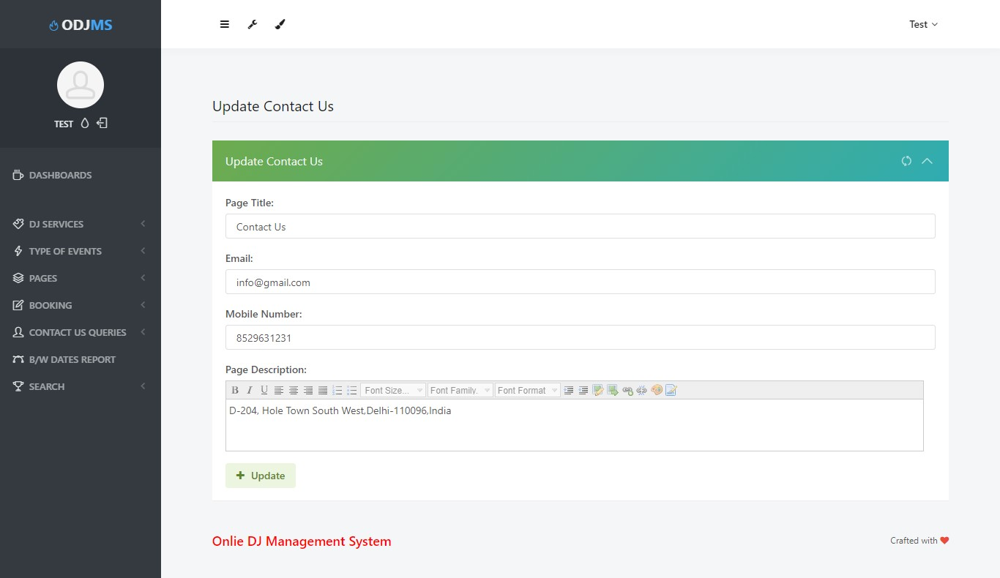 ODJMS
Test
TEST
DASHBOARDS
DJ SERVICES
TYPE OF EVENTS
PAGES
BOOKING
CONTACT US QUERIES
B/W DATES REPORT
SEARCH
Update Contact Us
Update Contact Us
Page Title:
Contact Us
Email:
info@gmail.com
Mobile Number:
8529631231
Page Description:
B I U Font Size... Font Family. Font Format
D-204, Hole Town South West,Delhi-110096,India
Update
Onlie DJ Management System
Crafted with